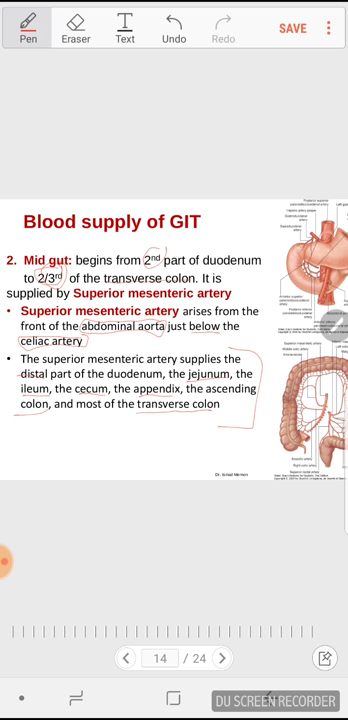 Pen
Eraser
Text
Undo
Redo
SAVE
Blood supply of GIT
2. Mid gut: begins from 2nd part of duodenum
to 2/3rd of the transverse colon. It is
supplied by Superior mesenteric artery
• Superior mesenteric artery arises from the
front of the abdominal aorta just below the
celiac artery
• The superior mesenteric artery supplies the
distal part of the duodenum, the jejunum, the
ileum, the cecum, the appendix, the ascending
colon, and most of the transverse colon
Dr. Ismail Memon
14 / 24
DU SCREEN RECORDER